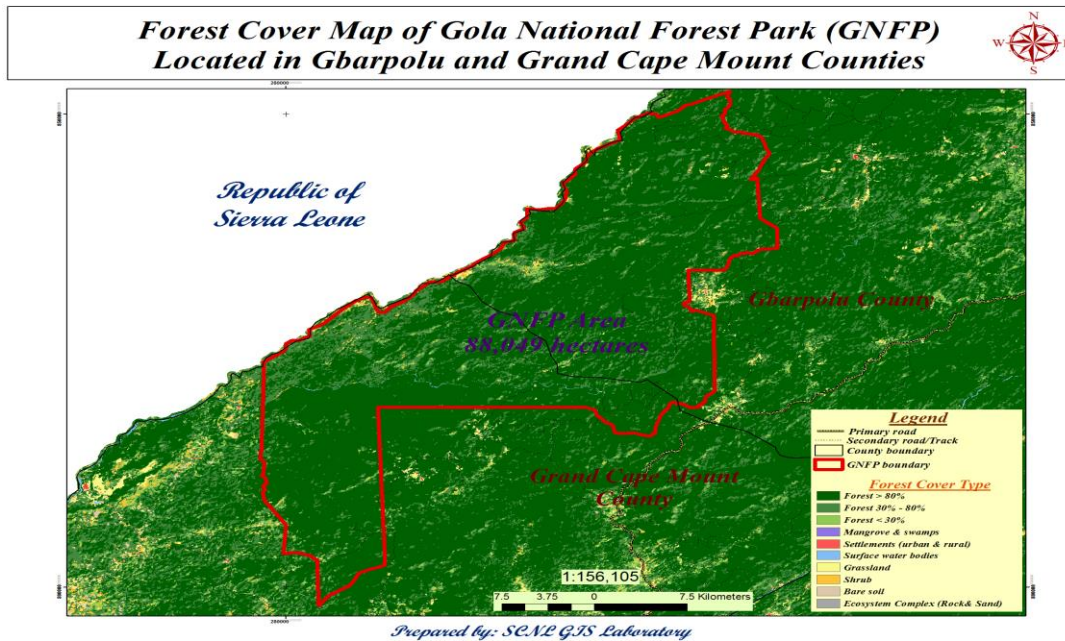 Forest Cover Map of Gola National Forest Park (GNFP)
Located in Gbarpolu and Grand Cape Mount Counties
N
W
S
280000
Republic of
Sierra Leone
Gbarpolu County
GNFP Area
88,049 hectares
Grand Cape Mount
County
Legend
Primary road
Secondary road/Track
County boundary
GNFP boundary
Forest Cover Type
Forest > 80%
Forest 30% - 80%
Forest < 30%
Mangrove & swamps
Settlements (urban & rural)
Surface water bodies
Grassland
Shrub
Bare soil
Ecosystem Complex (Rock& Sand)
1:156,105
7.5 3.75 0 7.5 Kilometers
280000
Prepared by: SCNL GIS Laboratory